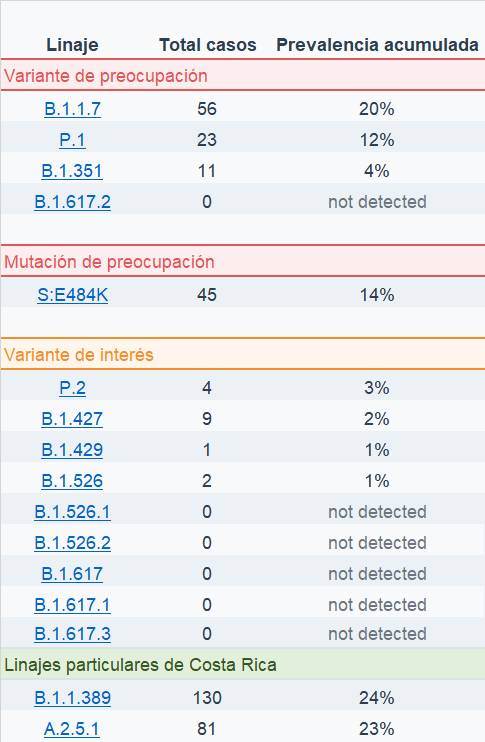 Linaje Total casos Prevalencia acumulada
Variante de preocupación
B.1.1.7 56 20%
P.1 23 12%
B.1.351 11 4%
B.1.617.2 0 not detected
Mutación de preocupación
S:E484K 45 14%
Variante de interés
P.2 4 3%
B.1.427 9 2%
B.1.429 1 1%
B.1.526 2 1%
B.1.526.1 0 not detected
B.1.526.2 0 not detected
B.1.617 0 not detected
B.1.617.1 0 not detected
B.1.617.3 0 not detected
Linajes particulares de Costa Rica
B.1.1.389 130 24%
A.2.5.1 81 23%